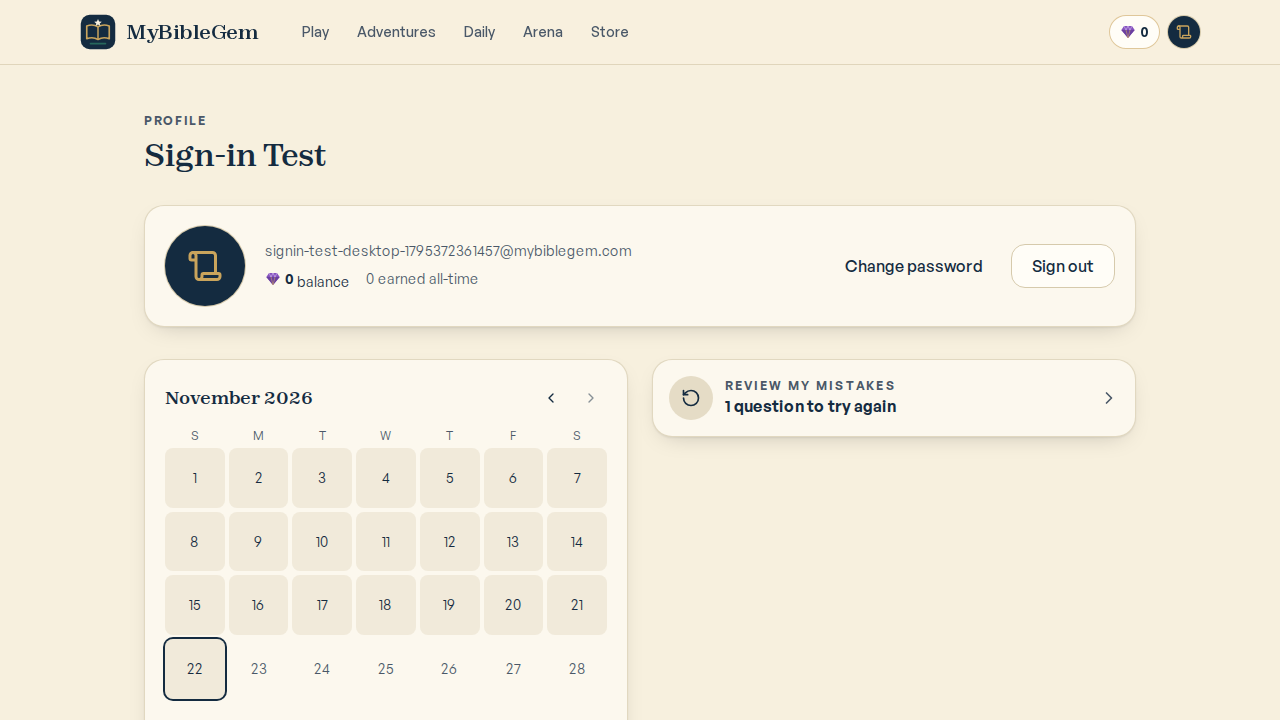 MyBibleGem Play Adventures Daily Arena Store 0
PROFILE
Sign-in Test
signin-test-desktop-1795372361457@mybiblegem.com
0 balance 0 earned all-time
Change password Sign out
November 2026
S M T W T F S
1 2 3 4 5 6 7
8 9 10 11 12 13 14
15 16 17 18 19 20 21
22 23 24 25 26 27 28
REVIEW MY MISTAKES
1 question to try again